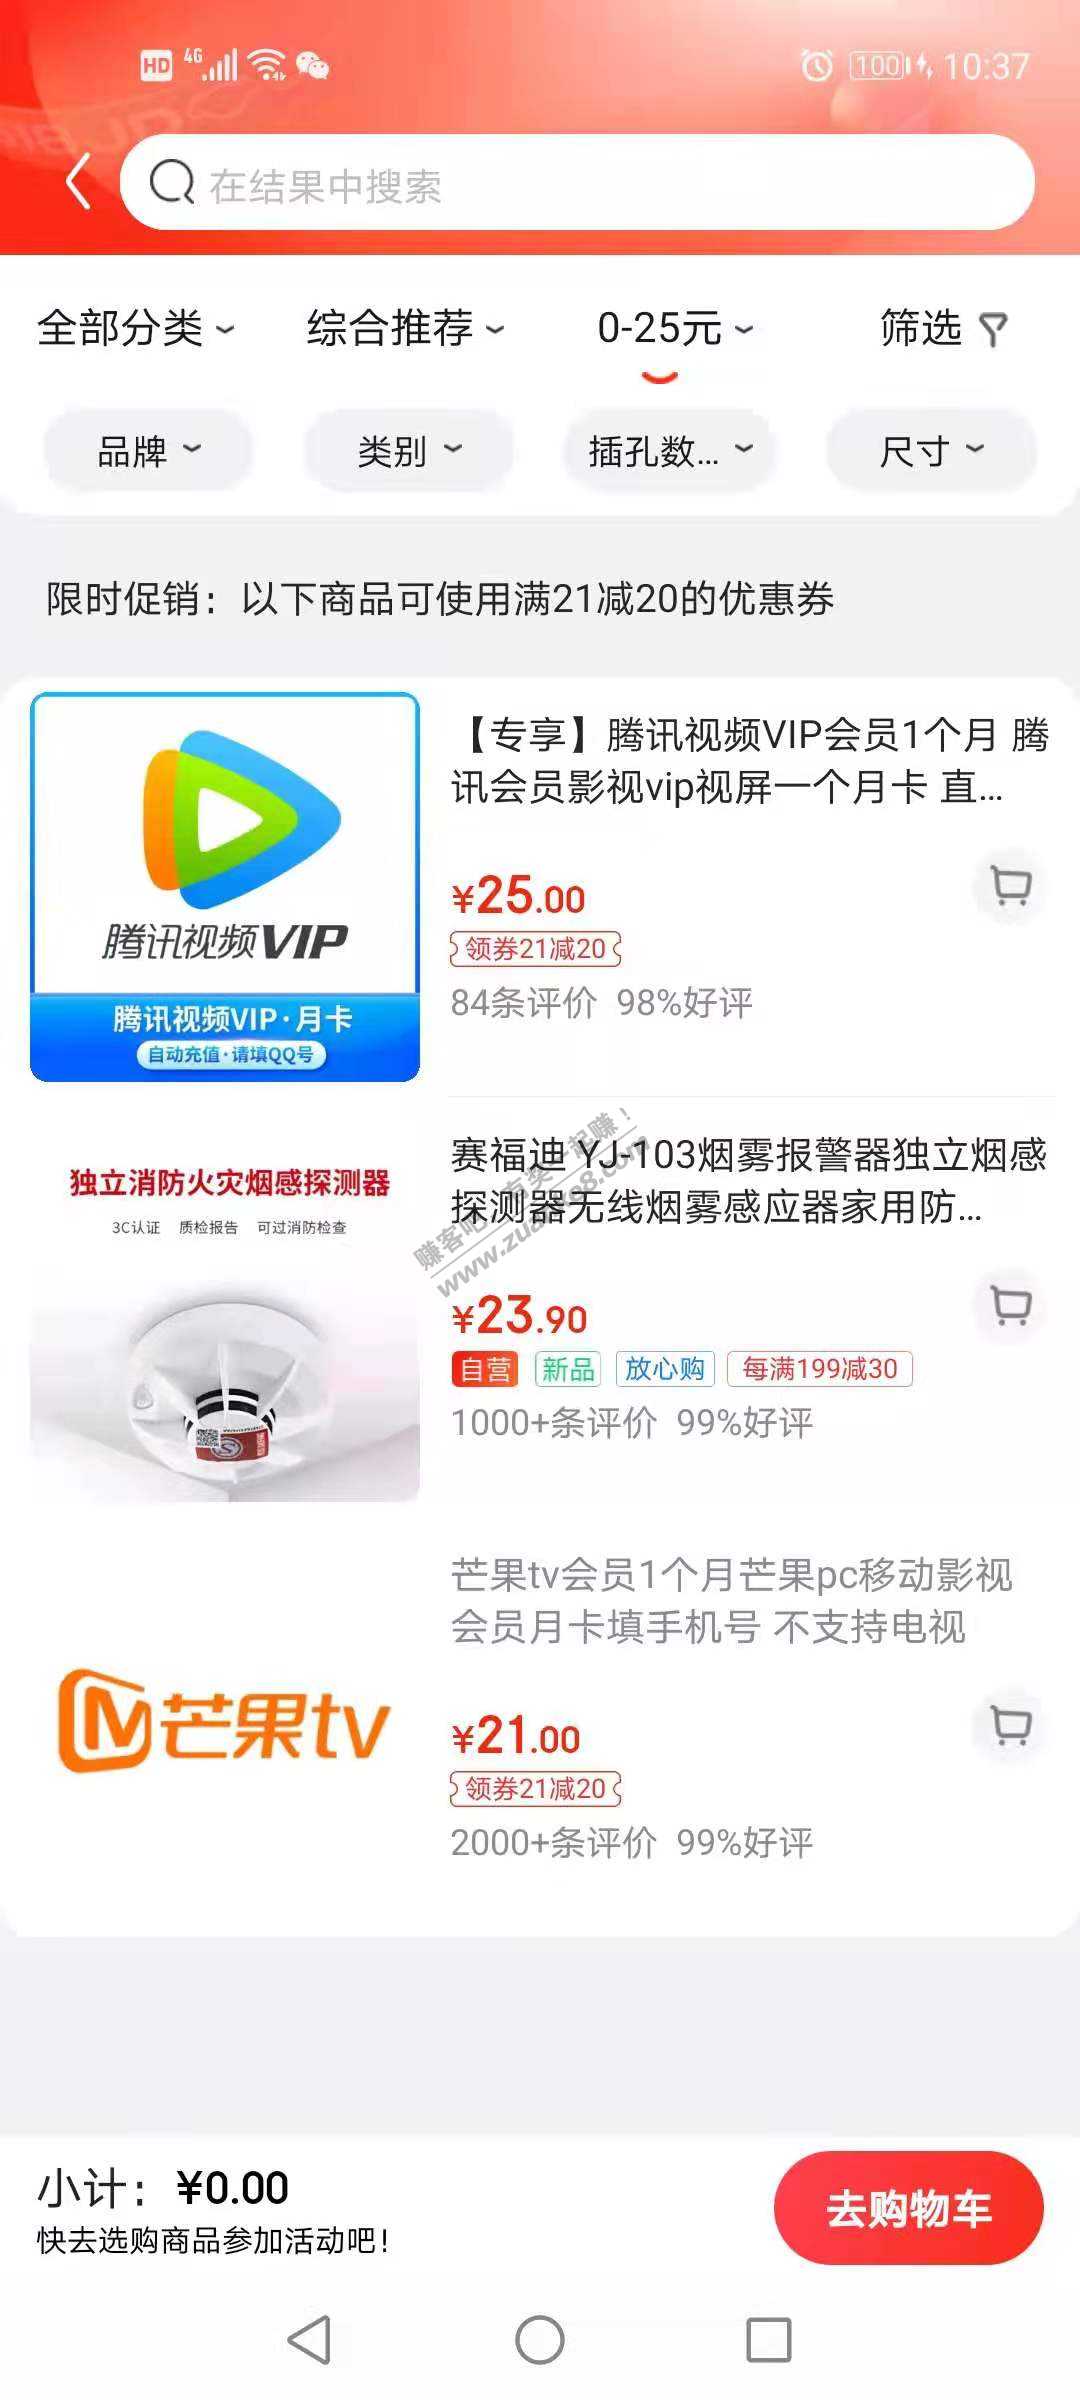 HD 4G 100 10:37
在结果中搜索
全部分类 综合推荐 0-25元 筛选
品牌 类别 插孔数... 尺寸
限时促销：以下商品可使用满21减20的优惠券
【专享】腾讯视频VIP会员1个月 腾
讯会员影视vip视屏一个月卡 直...
¥25.00
领券21减20
84条评价 98%好评
腾讯视频VIP
腾讯视频VIP·月卡
自动充值·请填QQ号
赛福迪 YJ-103烟雾报警器独立烟感
探测器无线烟雾感应器家用防...
¥23.90
自营 新品 放心购 每满199减30
1000+条评价 99%好评
独立消防火灾烟感探测器
3C认证 质检报告 可过消防检查
赚客吧,有奖一起赚！
www.zuanke8.com
芒果tv会员1个月芒果pc移动影视
会员月卡填手机号 不支持电视
¥21.00
领券21减20
2000+条评价 99%好评
芒果tv
小计：¥0.00
快去选购商品参加活动吧！
去购物车